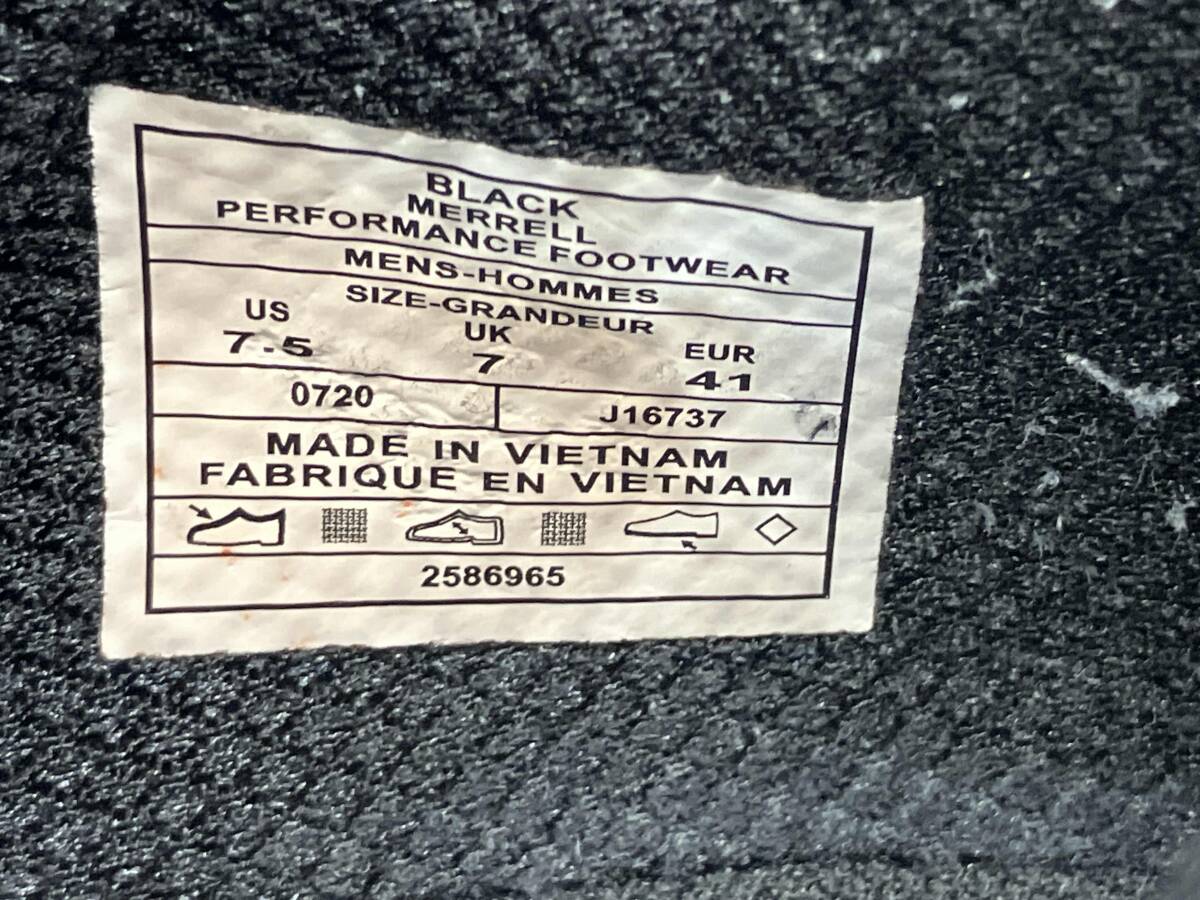 BLACK
MERRELL
PERFORMANCE FOOTWEAR
MENS-HOMMES
SIZE-GRANDEUR
US UK EUR
7.5 7 41
0720 J16737
MADE IN VIETNAM
FABRIQUE EN VIETNAM
2586965